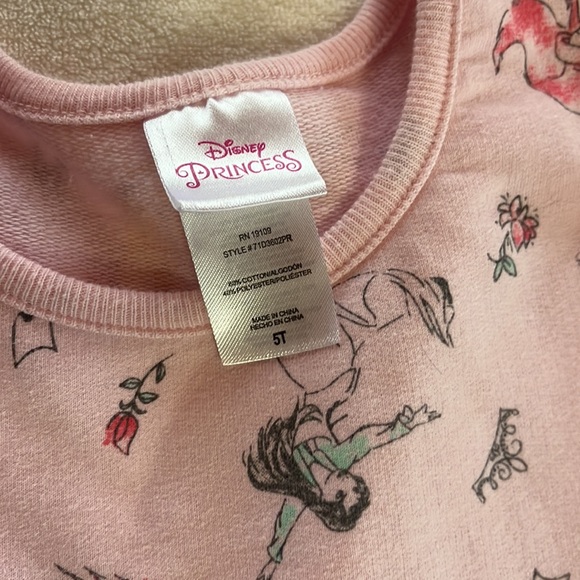 Disney
PRINCESS
RN 19109
STYLE # 71D3602PR
60% COTTON/ALGODÓN
40% POLYESTER/POLIÉSTER
MADE IN CHINA
HECHO EN CHINA
5T